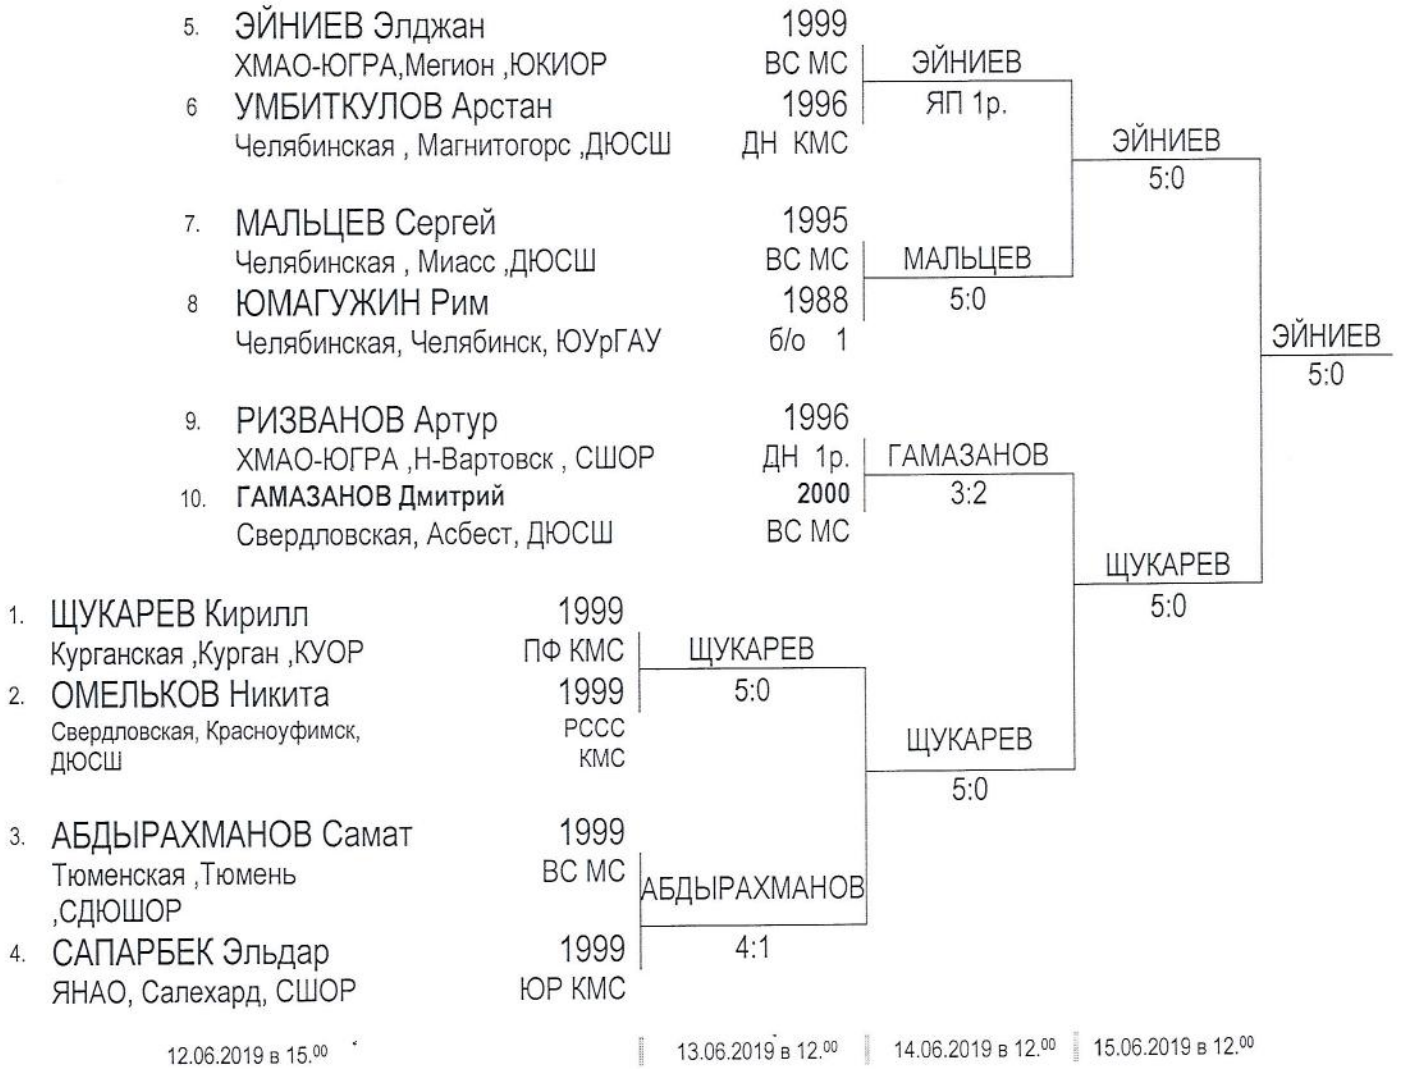 5. ЭЙНИЕВ Элджан 1999
ХМАО-ЮГРА,Мегион ,ЮКИОР ВС МС
ЭЙНИЕВ
6 УМБИТКУЛОВ Арстан 1996
ЯП 1р.
Челябинская , Магнитогорс ,ДЮСШ ДН КМС
ЭЙНИЕВ
5:0
7. МАЛЬЦЕВ Сергей 1995
Челябинская , Миасс ,ДЮСШ ВС МС
МАЛЬЦЕВ
8 ЮМАГУЖИН Рим 1988
5:0
Челябинская, Челябинск, ЮУрГАУ б/о 1
ЭЙНИЕВ
5:0
9. РИЗВАНОВ Артур 1996
ХМАО-ЮГРА ,Н-Вартовск , СШОР ДН 1р.
ГАМАЗАНОВ
10. ГАМАЗАНОВ Дмитрий 2000
3:2
Свердловская, Асбест, ДЮСШ ВС МС
ЩУКАРЕВ
5:0
1. ЩУКАРЕВ Кирилл 1999
Курганская ,Курган ,КУОР ПФ КМС
ЩУКАРЕВ
2. ОМЕЛЬКОВ Никита 1999
5:0
Свердловская, Красноуфимск, РССС
ДЮСШ КМС
ЩУКАРЕВ
5:0
3. АБДЫРАХМАНОВ Самат 1999
Тюменская ,Тюмень ВС МС
,СДЮШОР
АБДЫРАХМАНОВ
4. САПАРБЕК Эльдар 1999
4:1
ЯНАО, Салехард, СШОР ЮР КМС
12.06.2019 в 15.00 13.06.2019 в 12.00 14.06.2019 в 12.00 15.06.2019 в 12.00